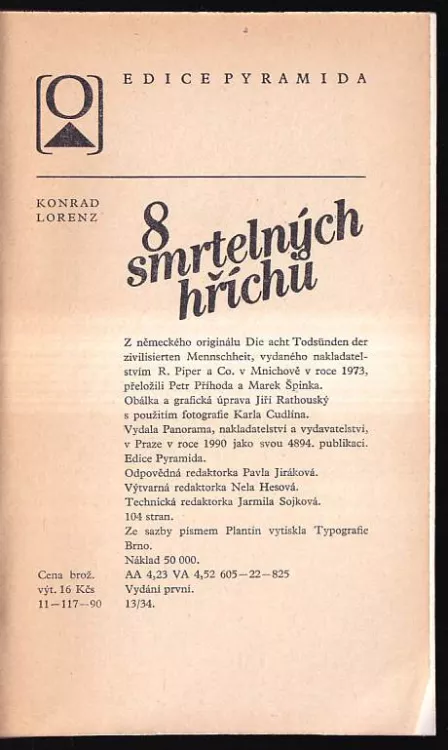 EDICE PYRAMIDA
KONRAD
LORENZ
8
smrtelných
hříchů
Z německého originálu Die acht Todsünden der
zivilisierten Mennschheit, vydaného nakladatel-
stvím R. Piper a Co. v Mnichově v roce 1973,
přeložili Petr Příhoda a Marek Špinka.
Obálka a grafická úprava Jiří Rathouský
s použitím fotografie Karla Cudlína.
Vydala Panorama, nakladatelství a vydavatelství,
v Praze v roce 1990 jako svou 4894. publikaci.
Edice Pyramida.
Odpovědná redaktorka Pavla Jiráková.
Výtvarná redaktorka Nela Hesová.
Technická redaktorka Jarmila Sojková.
104 stran.
Ze sazby písmem Plantin vytiskla Typografie
Brno.
Náklad 50 000.
Cena brož. AA 4,23 VA 4,52 605—22—825
výt. 16 Kčs Vydání první.
11—117—90 13/34.